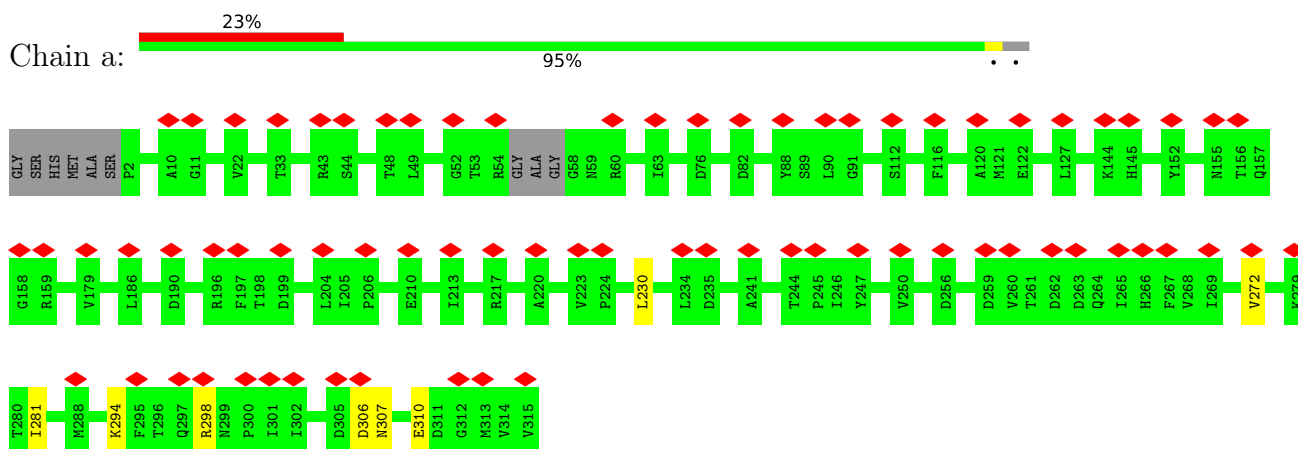 23%
Chain a:
95%
. .
GLY SER HIS MET ALA SER P2 A10 G11 V22 T33 R43 S44 T48 L49 G52 T53 R54 GLY ALA GLY G58 N59 R60 I63 D76 D82 Y88 S89 L90 G91 S112 F116 A120 M121 E122 L127 K144 H145 Y152 N155 T156 Q157
G158 R159 V179 L186 D190 R196 F197 T198 D199 L204 I205 P206 E210 I213 R217 A220 V223 P224 L230 L234 D235 A241 T244 P245 I246 Y247 V250 D256 D259 V260 T261 D262 D263 Q264 I265 H266 F267 V268 I269 V272 K279
T280 I281 M288 K294 F295 T296 Q297 R298 N299 P300 I301 I302 D305 D306 N307 E310 D311 G312 M313 V314 V315